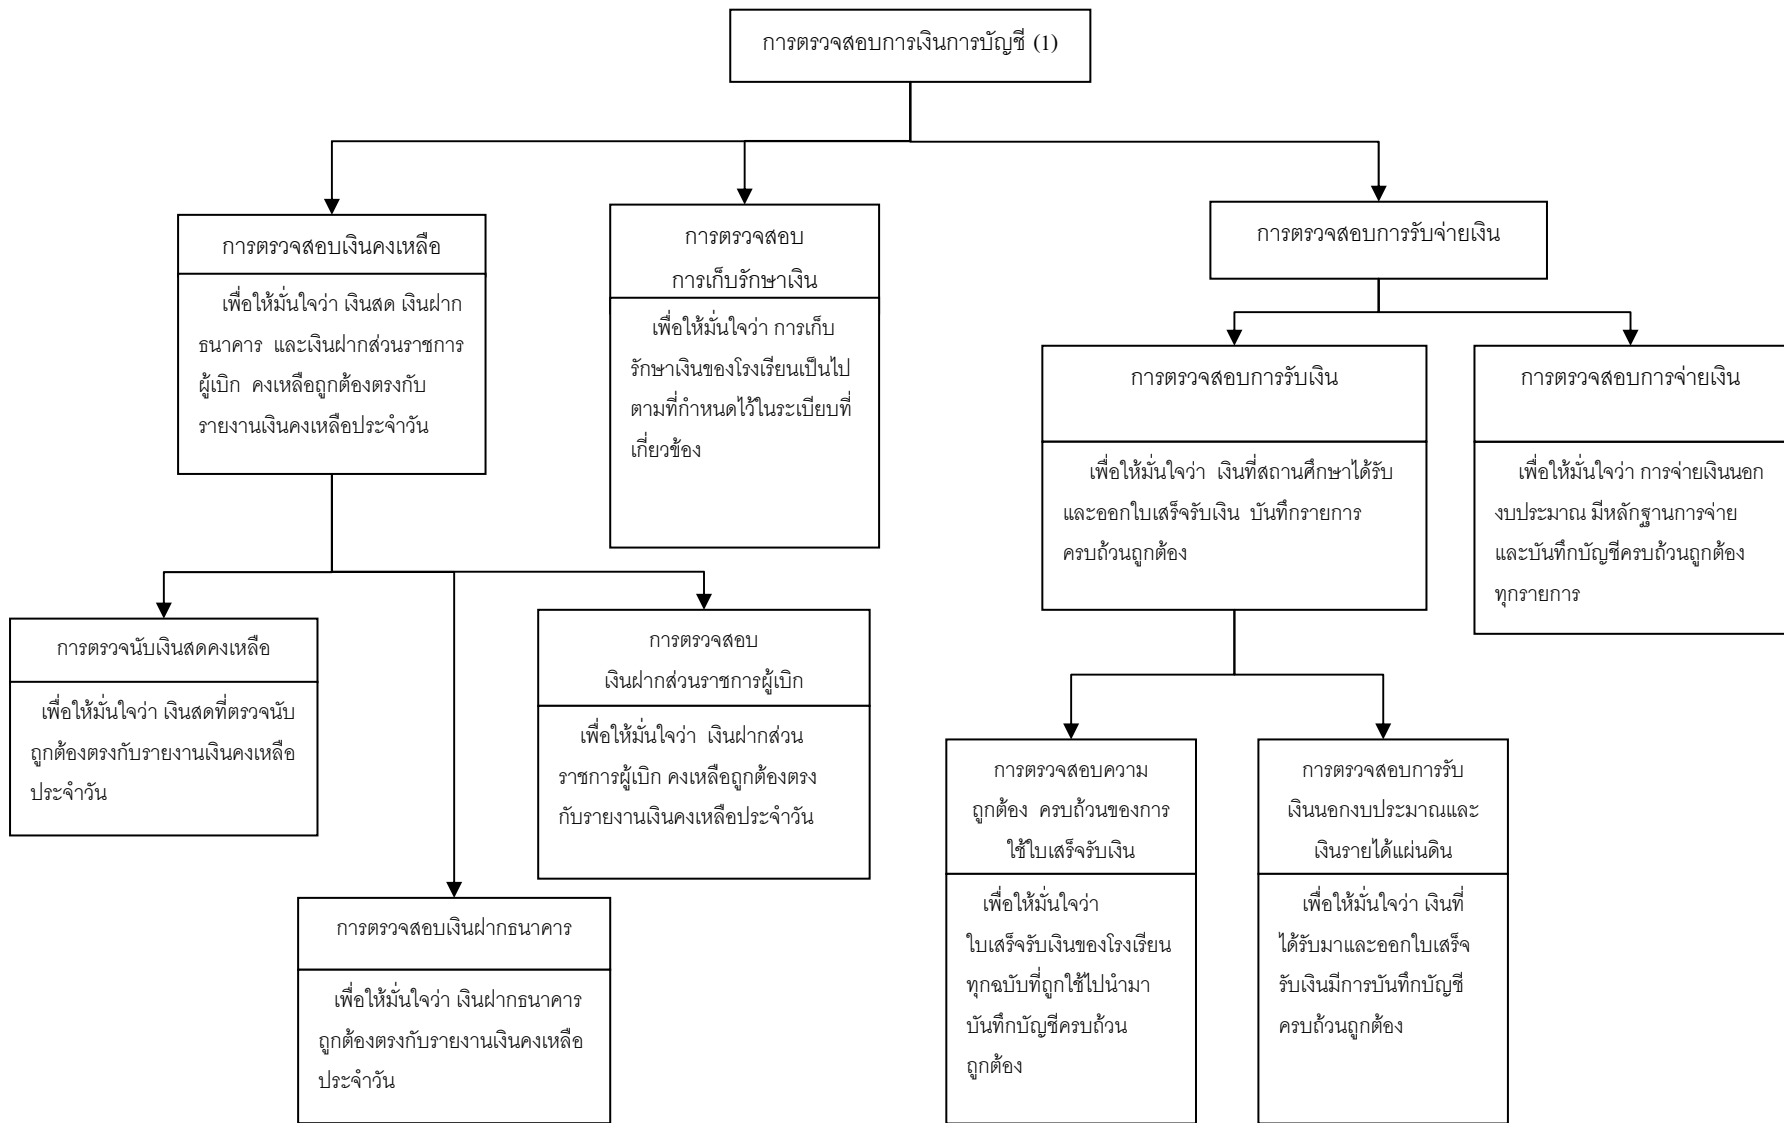 การตรวจสอบการเงินการบัญชี (1)
การตรวจสอบเงินคงเหลือ
เพื่อให้มั่นใจว่า เงินสด เงินฝาก
ธนาคาร และเงินฝากส่วนราชการ
ผู้เบิก คงเหลือถูกต้องตรงกับ
รายงานเงินคงเหลือประจำวัน
การตรวจสอบ
การเก็บรักษาเงิน
เพื่อให้มั่นใจว่า การเก็บ
รักษาเงินของโรงเรียนเป็นไป
ตามที่กำหนดไว้ในระเบียบที่
เกี่ยวข้อง
การตรวจสอบการรับจ่ายเงิน
การตรวจสอบการรับเงิน
เพื่อให้มั่นใจว่า เงินที่สถานศึกษาได้รับ
และออกใบเสร็จรับเงิน บันทึกรายการ
ครบถ้วนถูกต้อง
การตรวจสอบการจ่ายเงิน
เพื่อให้มั่นใจว่า การจ่ายเงินนอก
งบประมาณ มีหลักฐานการจ่าย
และบันทึกบัญชีครบถ้วนถูกต้อง
ทุกรายการ
การตรวจนับเงินสดคงเหลือ
เพื่อให้มั่นใจว่า เงินสดที่ตรวจนับ
ถูกต้องตรงกับรายงานเงินคงเหลือ
ประจำวัน
การตรวจสอบ
เงินฝากส่วนราชการผู้เบิก
เพื่อให้มั่นใจว่า เงินฝากส่วน
ราชการผู้เบิก คงเหลือถูกต้องตรง
กับรายงานเงินคงเหลือประจำวัน
การตรวจสอบเงินฝากธนาคาร
เพื่อให้มั่นใจว่า เงินฝากธนาคาร
ถูกต้องตรงกับรายงานเงินคงเหลือ
ประจำวัน
การตรวจสอบความ
ถูกต้อง ครบถ้วนของการ
ใช้ใบเสร็จรับเงิน
เพื่อให้มั่นใจว่า
ใบเสร็จรับเงินของโรงเรียน
ทุกฉบับที่ถูกใช้ไปนำมา
บันทึกบัญชีครบถ้วน
ถูกต้อง
การตรวจสอบการรับ
เงินนอกงบประมาณและ
เงินรายได้แผ่นดิน
เพื่อให้มั่นใจว่า เงินที่
ได้รับมาและออกใบเสร็จ
รับเงินมีการบันทึกบัญชี
ครบถ้วนถูกต้อง